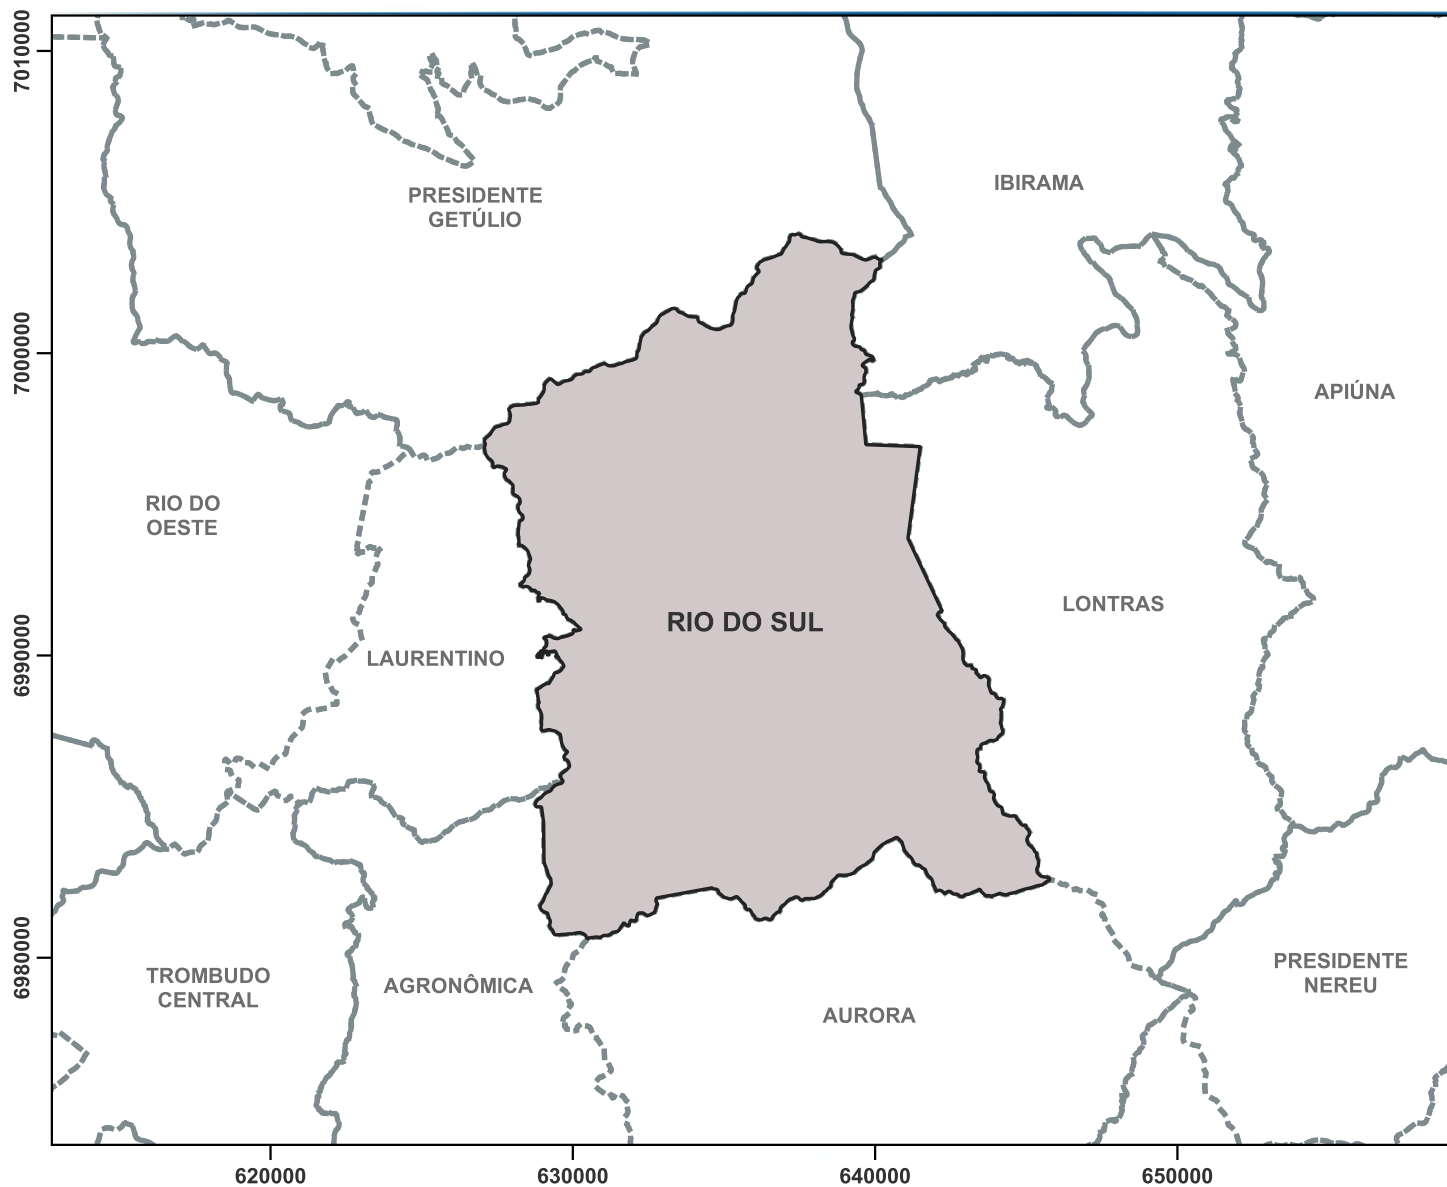 7010000
PRESIDENTE
GETÚLIO
IBIRAMA
7000000
APIÚNA
RIO DO
OESTE
LONTRAS
RIO DO SUL
6990000
LAURENTINO
6980000
TROMBUDO
CENTRAL
AGRONÔMICA
AURORA
PRESIDENTE
NEREU
620000
630000
640000
650000